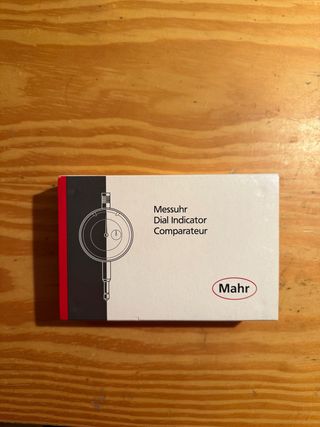 Messuhr
Dial Indicator
Comparateur
Mahr